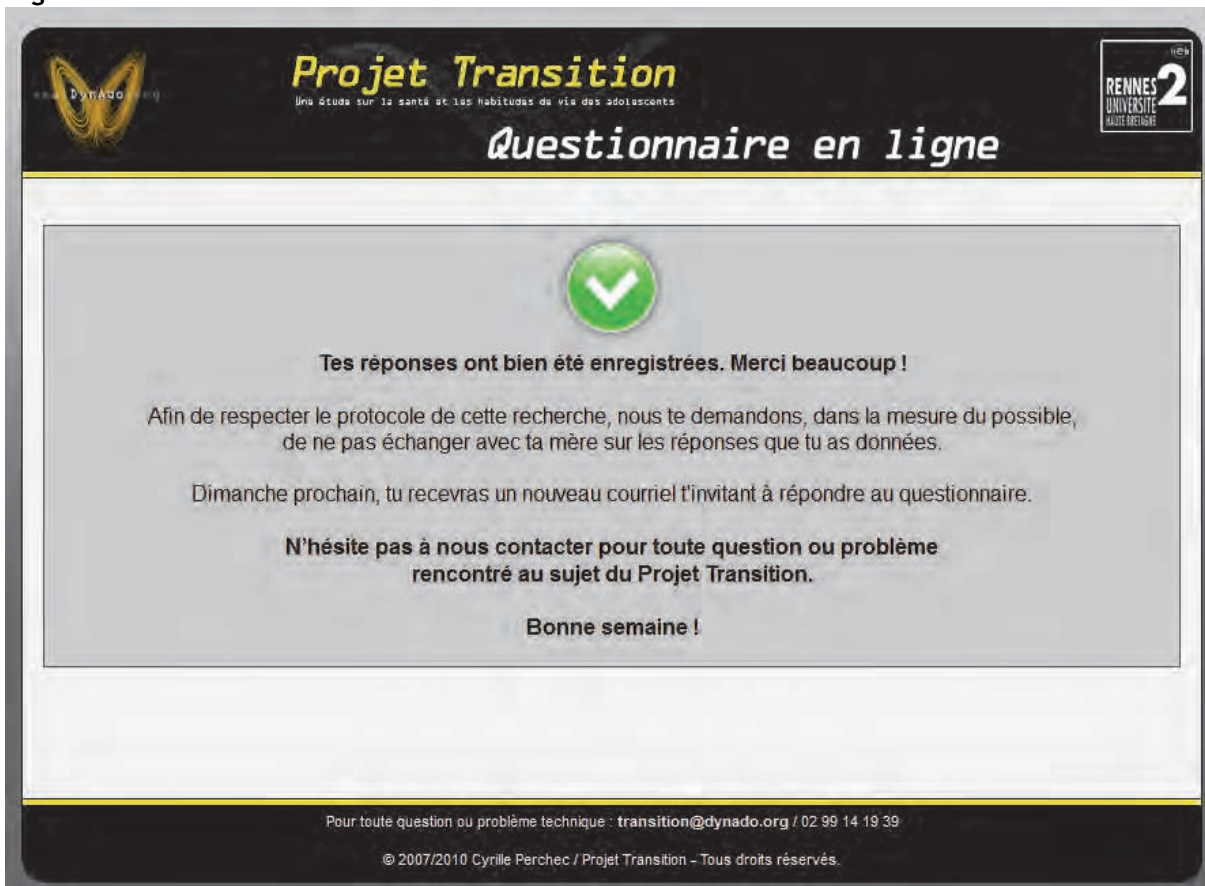 DynAdo
Projet Transition
Une étude sur la santé et les habitudes de vie des adolescents
Questionnaire en ligne
RENNES 2
UNIVERSITÉ
HAUTE BRETAGNE
Tes réponses ont bien été enregistrées. Merci beaucoup !
Afin de respecter le protocole de cette recherche, nous te demandons, dans la mesure du possible,
de ne pas échanger avec ta mère sur les réponses que tu as données.
Dimanche prochain, tu recevras un nouveau courriel t'invitant à répondre au questionnaire.
N'hésite pas à nous contacter pour toute question ou problème
rencontré au sujet du Projet Transition.
Bonne semaine !
Pour toute question ou problème technique : transition@dynado.org / 02 99 14 19 39
© 2007/2010 Cyrille Perchec / Projet Transition - Tous droits réservés.